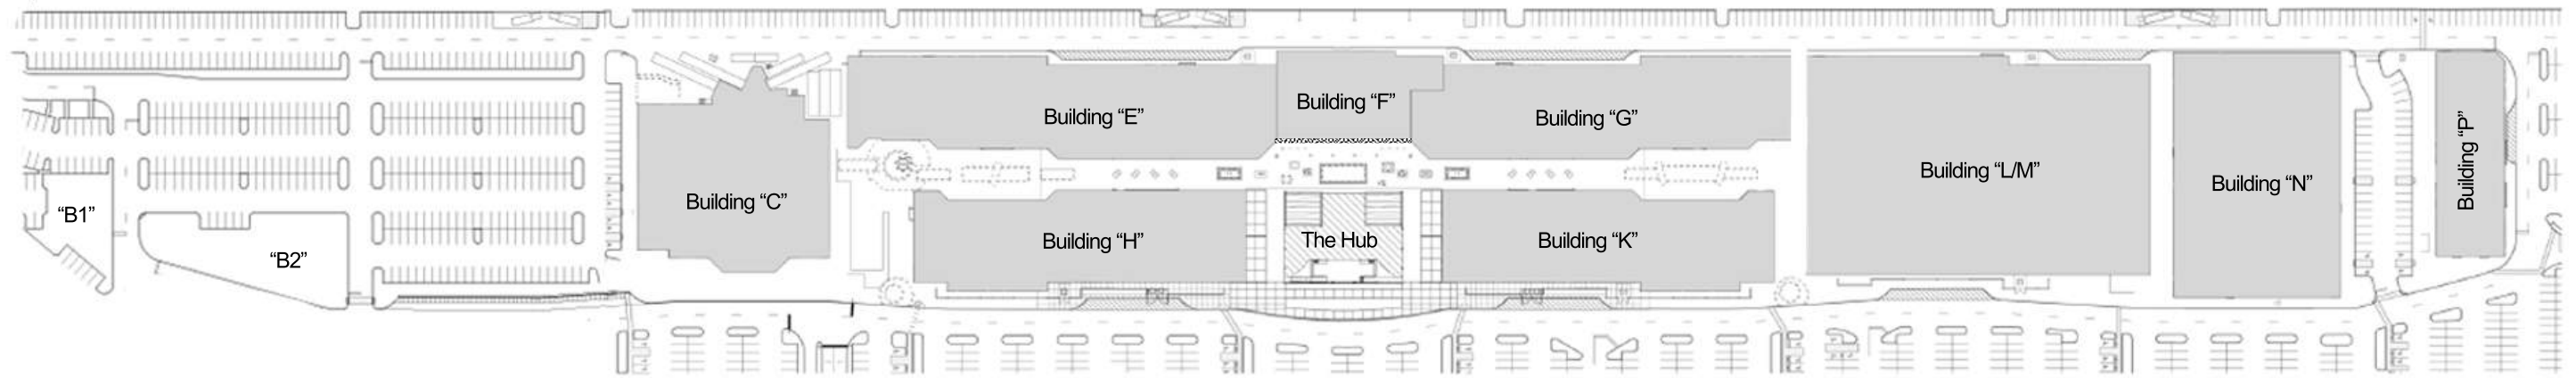 "B1"
"B2"
Building "C"
Building "E"
Building "F"
Building "G"
Building "H"
The Hub
Building "K"
Building "L/M"
Building "N"
Building "P"